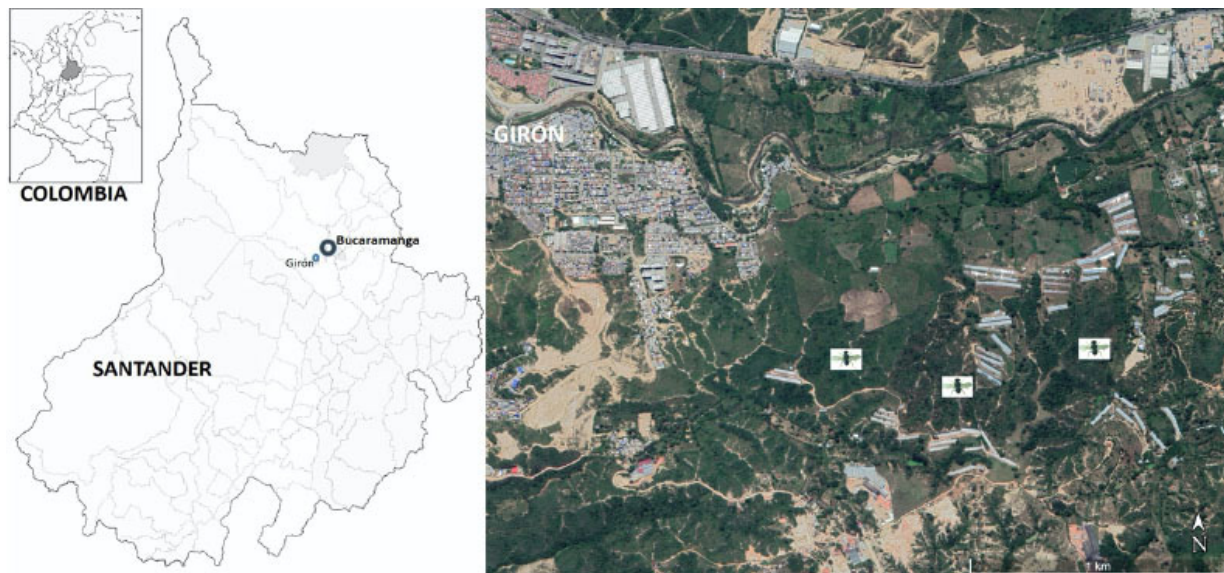 COLOMBIA
Bucaramanga
Girón
SANTANDER
GIRÓN
N
1 km